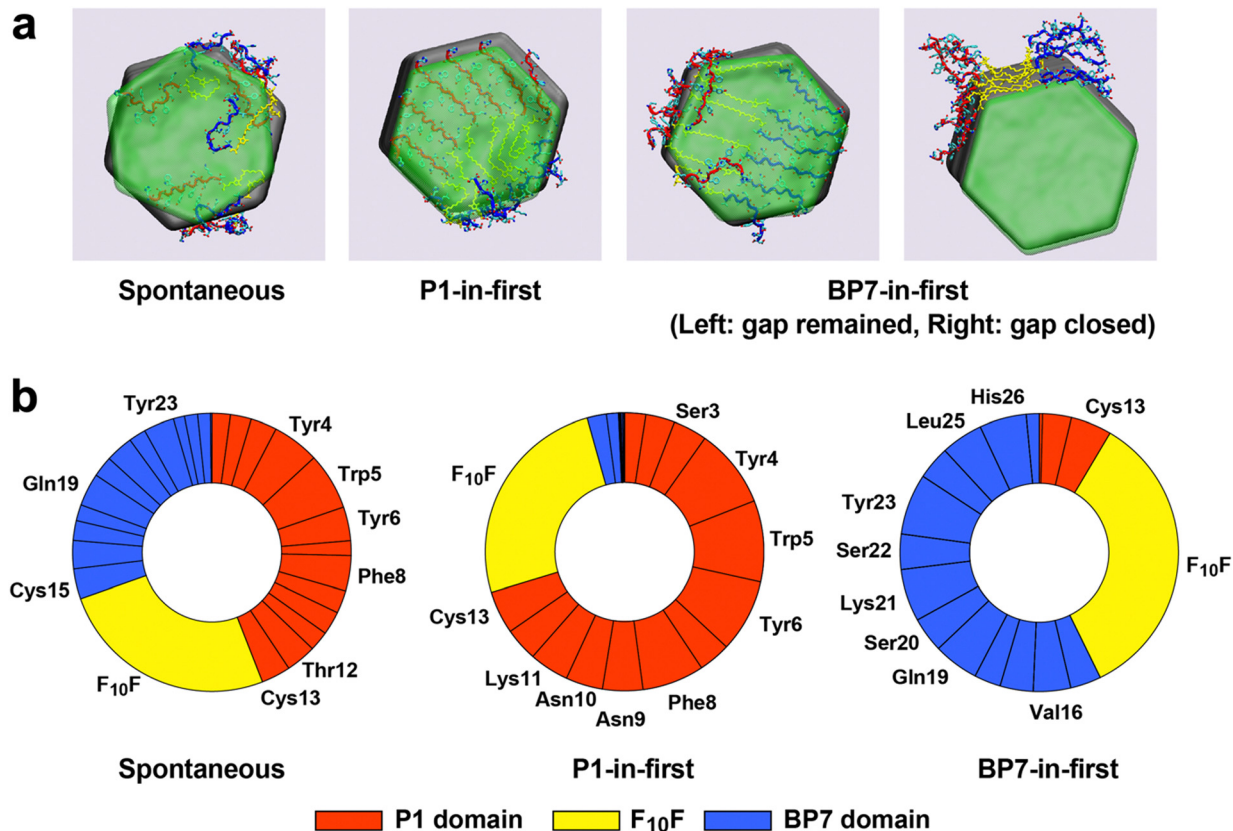 a
Spontaneous
P1-in-first
BP7-in-first
(Left: gap remained, Right: gap closed)
b
Tyr23
Tyr4
Trp5
Tyr6
Phe8
Thr12
Cys13
F₁₀F
Cys15
Gln19
Spontaneous
Ser3
Tyr4
Trp5
Tyr6
Phe8
Asn9
Asn10
Lys11
Cys13
F₁₀F
P1-in-first
His26
Cys13
F₁₀F
Val16
Gln19
Ser20
Lys21
Ser22
Tyr23
Leu25
BP7-in-first
P1 domain
F₁₀F
BP7 domain